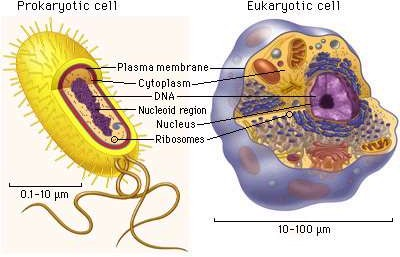 Prokaryotic cell
Eukaryotic cell
Plasma membrane
Cytoplasm
DNA
Nucleoid region
Nucleus
Ribosomes
0.1-10 µm
10-100 µm